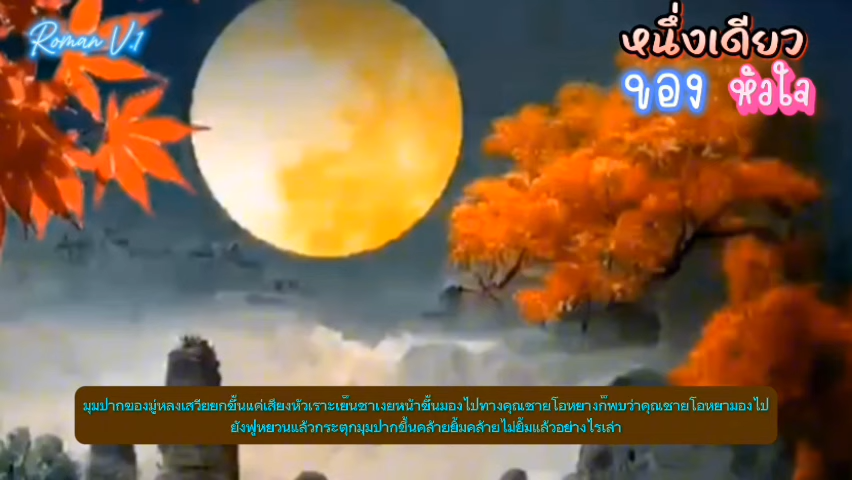 Roman V.1
หนึ่งเดียว
ของ หัวใจ
มุมปากของมู่หลงเสวียยกขึ้นแค่เสียงหัวเราะเย็นชาเงยหน้าขึ้นมองไปทางคุณชายโอหยางก็พบว่าคุณชายโอหยามองไป
ยังฟูหยวนแล้วกระตุกมุมปากขึ้นคล้ายยิ้มคล้ายไม่ยิ้มแล้วอย่างไรเล่า